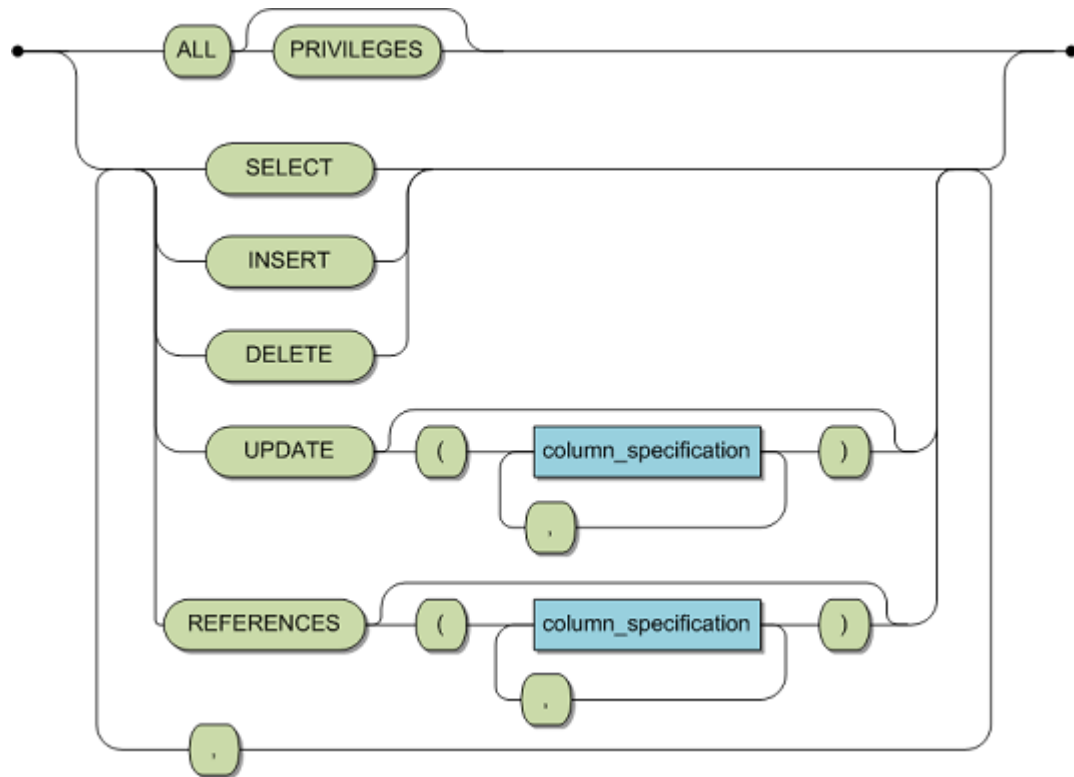 ALL PRIVILEGES
SELECT
INSERT
DELETE
UPDATE ( column_specification )
,
REFERENCES ( column_specification )
,
,